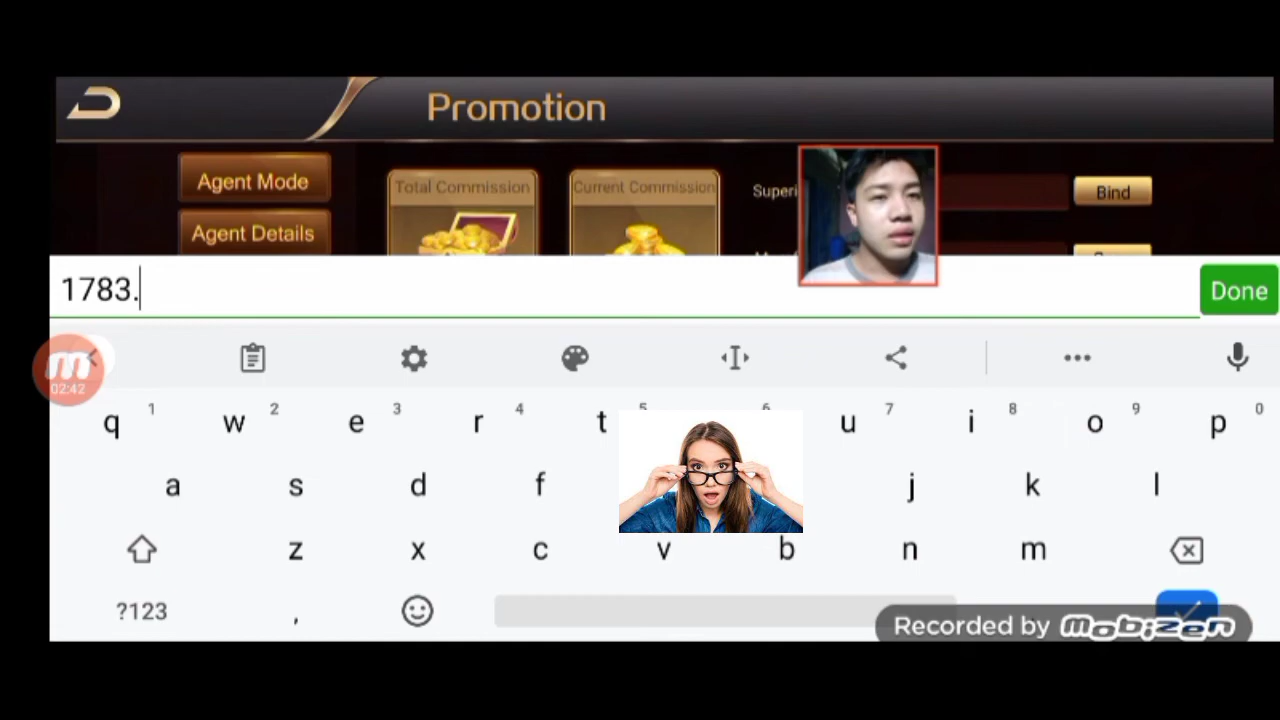 Promotion
Agent Mode
Total Commission
Current Commission
Superi
Bind
Agent Details
1783.
Done
02:42
1 2 3 4 5 6 7 8 9 0
q w e r t u i o p
a s d f j k l
z x c v b n m
?123 ,
Recorded by mobizen